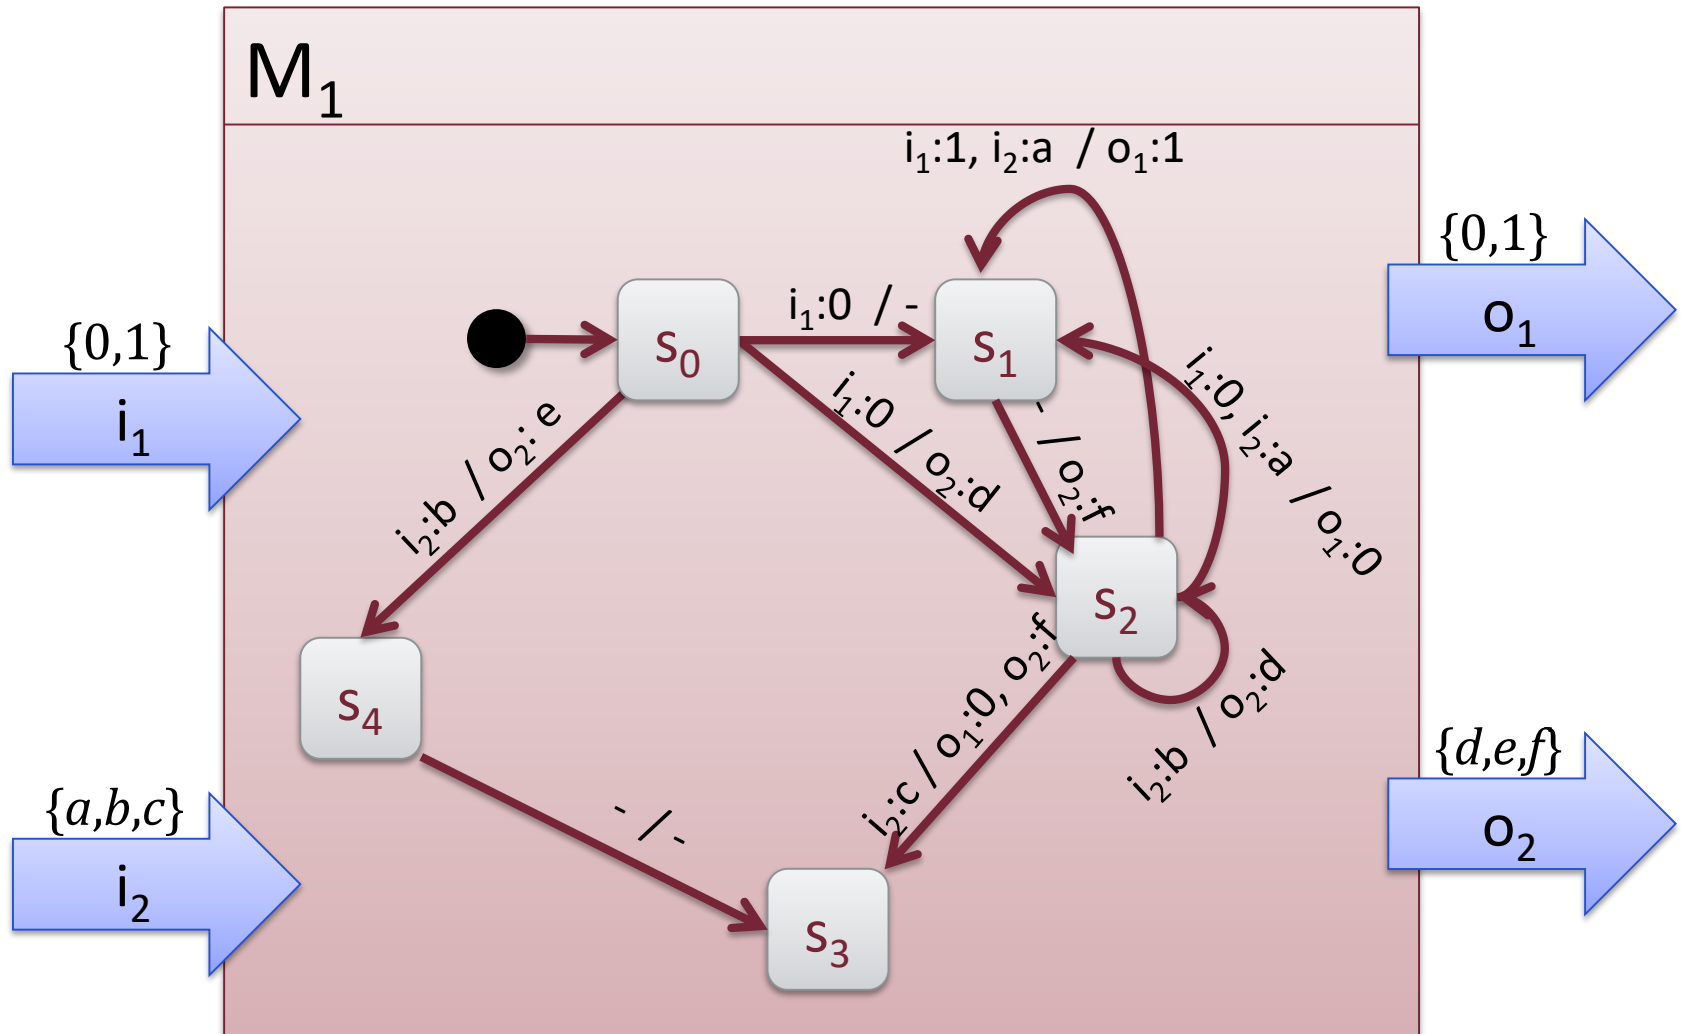 M₁
i₁:1, i₂:a / o₁:1
{0,1}
i₁
{a,b,c}
i₂
s₀
i₁:0 / -
s₁
i₁:0 / o₂:d
- / o₂:f
i₁:0, i₂:a / o₁:0
i₂:b / o₂: e
s₂
s₄
i₂:c / o₁:0, o₂:f
i₂:b / o₂:d
- / -
s₃
{0,1}
o₁
{d,e,f}
o₂